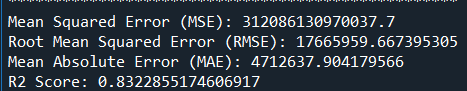 Mean Squared Error (MSE): 312086130970037.7
Root Mean Squared Error (RMSE): 17665959.667395305
Mean Absolute Error (MAE): 4712637.904179566
R2 Score: 0.8322855174606917